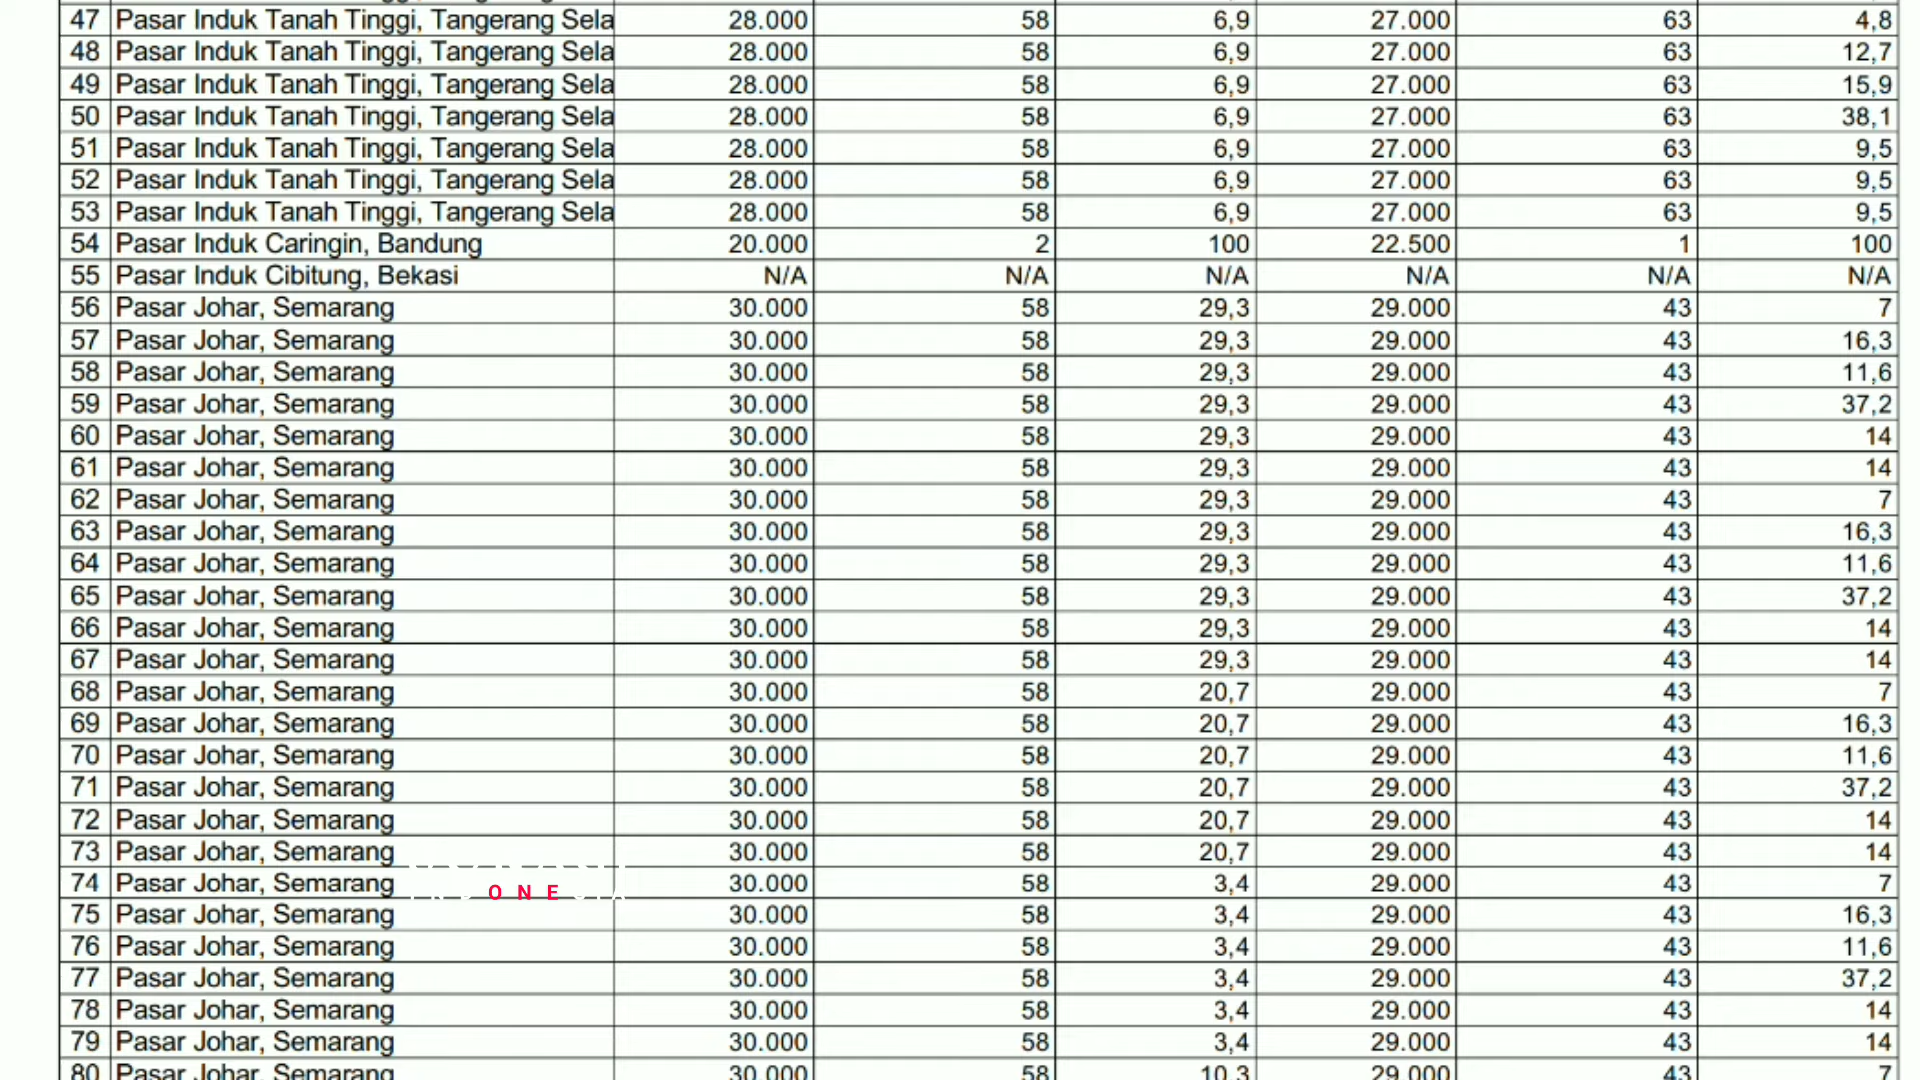 47 Pasar Induk Tanah Tinggi, Tangerang Sela 28.000 58 6,9 27.000 63 4,8
48 Pasar Induk Tanah Tinggi, Tangerang Sela 28.000 58 6,9 27.000 63 12,7
49 Pasar Induk Tanah Tinggi, Tangerang Sela 28.000 58 6,9 27.000 63 15,9
50 Pasar Induk Tanah Tinggi, Tangerang Sela 28.000 58 6,9 27.000 63 38,1
51 Pasar Induk Tanah Tinggi, Tangerang Sela 28.000 58 6,9 27.000 63 9,5
52 Pasar Induk Tanah Tinggi, Tangerang Sela 28.000 58 6,9 27.000 63 9,5
53 Pasar Induk Tanah Tinggi, Tangerang Sela 28.000 58 6,9 27.000 63 9,5
54 Pasar Induk Caringin, Bandung 20.000 2 100 22.500 1 100
55 Pasar Induk Cibitung, Bekasi N/A N/A N/A N/A N/A N/A
56 Pasar Johar, Semarang 30.000 58 29,3 29.000 43 7
57 Pasar Johar, Semarang 30.000 58 29,3 29.000 43 16,3
58 Pasar Johar, Semarang 30.000 58 29,3 29.000 43 11,6
59 Pasar Johar, Semarang 30.000 58 29,3 29.000 43 37,2
60 Pasar Johar, Semarang 30.000 58 29,3 29.000 43 14
61 Pasar Johar, Semarang 30.000 58 29,3 29.000 43 14
62 Pasar Johar, Semarang 30.000 58 29,3 29.000 43 7
63 Pasar Johar, Semarang 30.000 58 29,3 29.000 43 16,3
64 Pasar Johar, Semarang 30.000 58 29,3 29.000 43 11,6
65 Pasar Johar, Semarang 30.000 58 29,3 29.000 43 37,2
66 Pasar Johar, Semarang 30.000 58 29,3 29.000 43 14
67 Pasar Johar, Semarang 30.000 58 29,3 29.000 43 14
68 Pasar Johar, Semarang 30.000 58 20,7 29.000 43 7
69 Pasar Johar, Semarang 30.000 58 20,7 29.000 43 16,3
70 Pasar Johar, Semarang 30.000 58 20,7 29.000 43 11,6
71 Pasar Johar, Semarang 30.000 58 20,7 29.000 43 37,2
72 Pasar Johar, Semarang 30.000 58 20,7 29.000 43 14
73 Pasar Johar, Semarang 30.000 58 20,7 29.000 43 14
74 Pasar Johar, Semarang 30.000 58 3,4 29.000 43 7
ONE
75 Pasar Johar, Semarang 30.000 58 3,4 29.000 43 16,3
76 Pasar Johar, Semarang 30.000 58 3,4 29.000 43 11,6
77 Pasar Johar, Semarang 30.000 58 3,4 29.000 43 37,2
78 Pasar Johar, Semarang 30.000 58 3,4 29.000 43 14
79 Pasar Johar, Semarang 30.000 58 3,4 29.000 43 14
80 Pasar Johar, Semarang 30.000 58 10,3 29.000 43 7